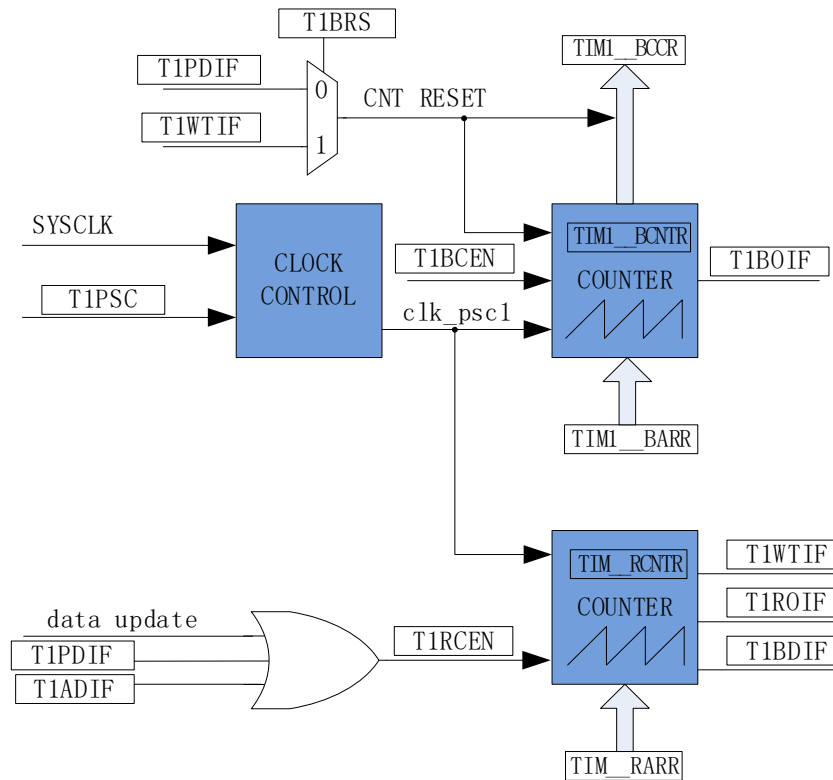 T1BRS
T1PDIF
0
T1WTIF
1
CNT RESET
TIM1__BCCR
SYSCLK
T1PSC
CLOCK
CONTROL
clk_psc1
T1BCEN
TIM1__BCNTR
COUNTER
T1BOIF
TIM1__BARR
data update
T1PDIF
T1ADIF
T1RCEN
TIM__RCNTR
COUNTER
T1WTIF
T1ROIF
T1BDIF
TIM__RARR